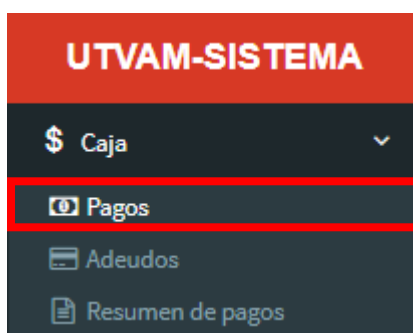 UTVAM-SISTEMA
$ Caja
Pagos
Adeudos
Resumen de pagos